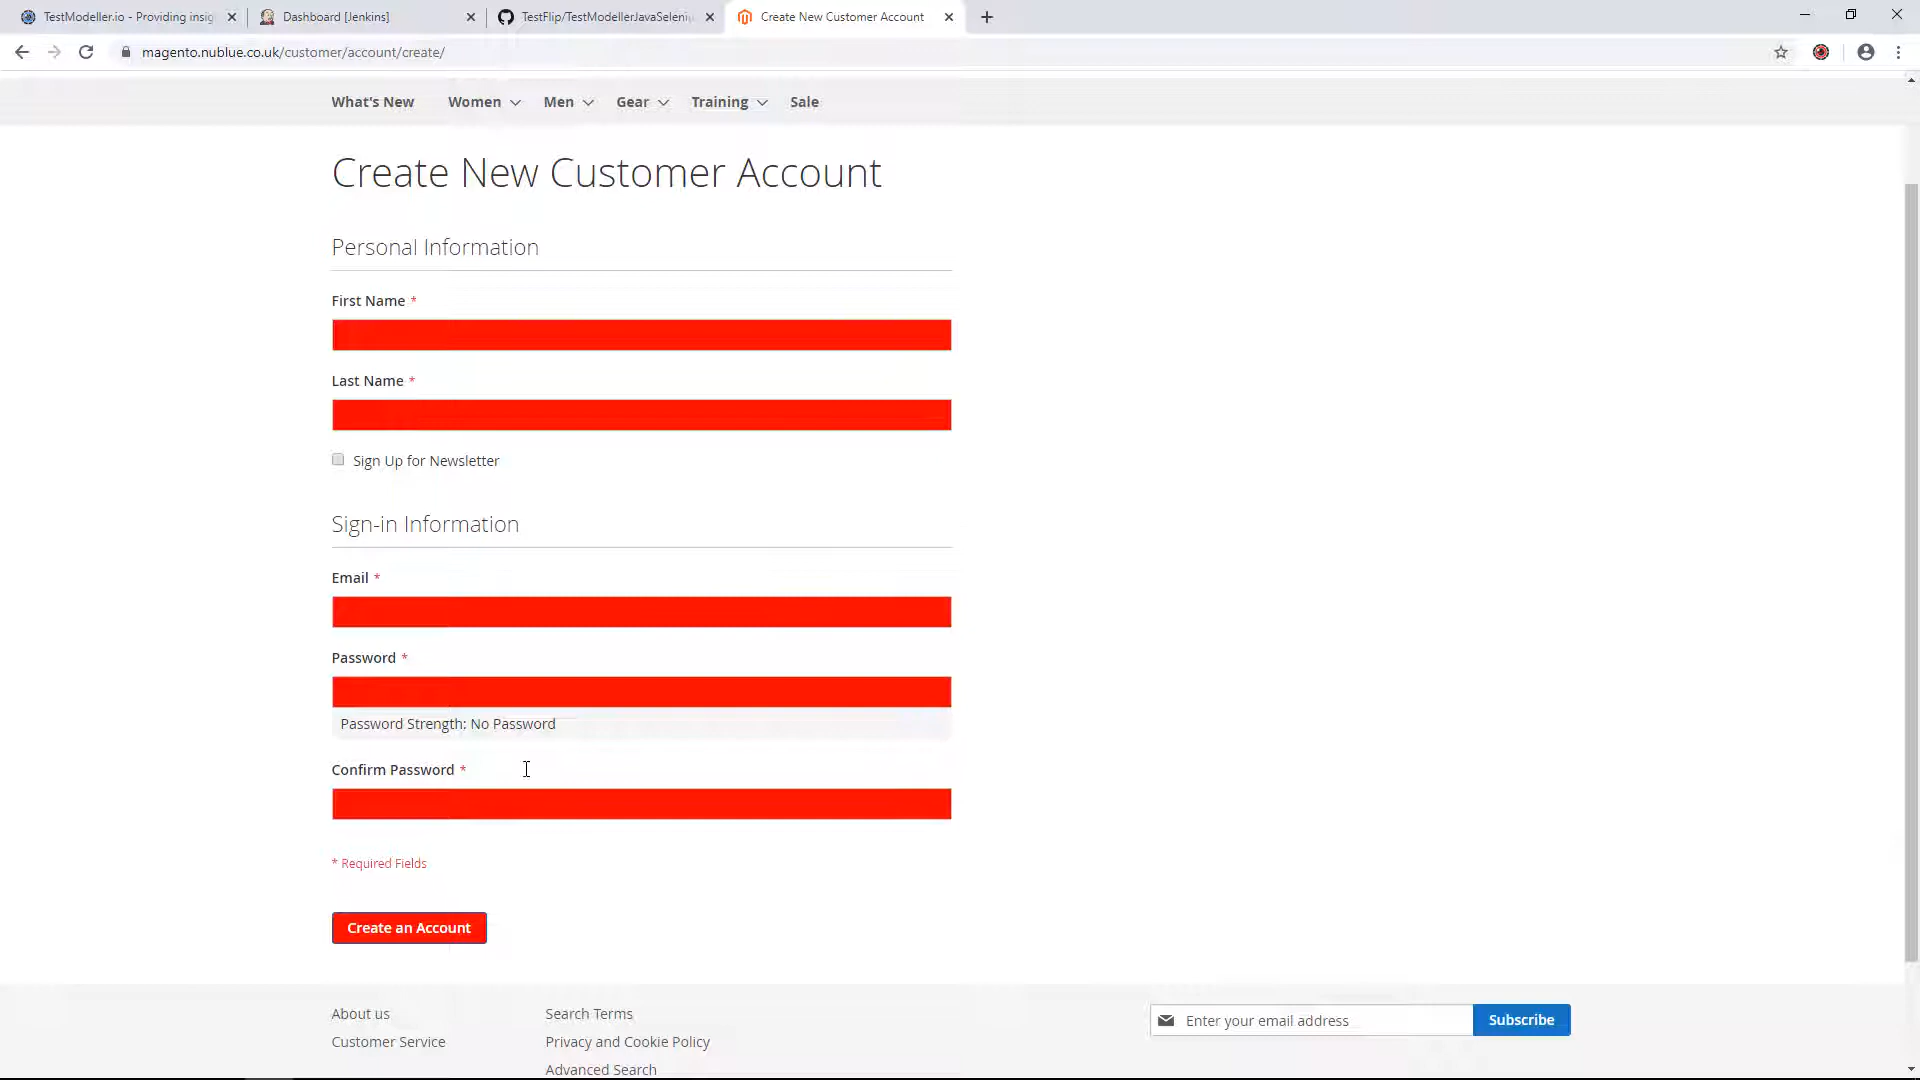 TestModeller.io - Providing insig
Dashboard [Jenkins]
TestFlip/TestModellerJavaSeleni
Create New Customer Account
magento.nublue.co.uk/customer/account/create/
What's New Women Men Gear Training Sale
Create New Customer Account
Personal Information
First Name *
Last Name *
Sign Up for Newsletter
Sign-in Information
Email *
Password *
Password Strength: No Password
Confirm Password *
* Required Fields
Create an Account
About us
Customer Service
Search Terms
Privacy and Cookie Policy
Advanced Search
Enter your email address
Subscribe